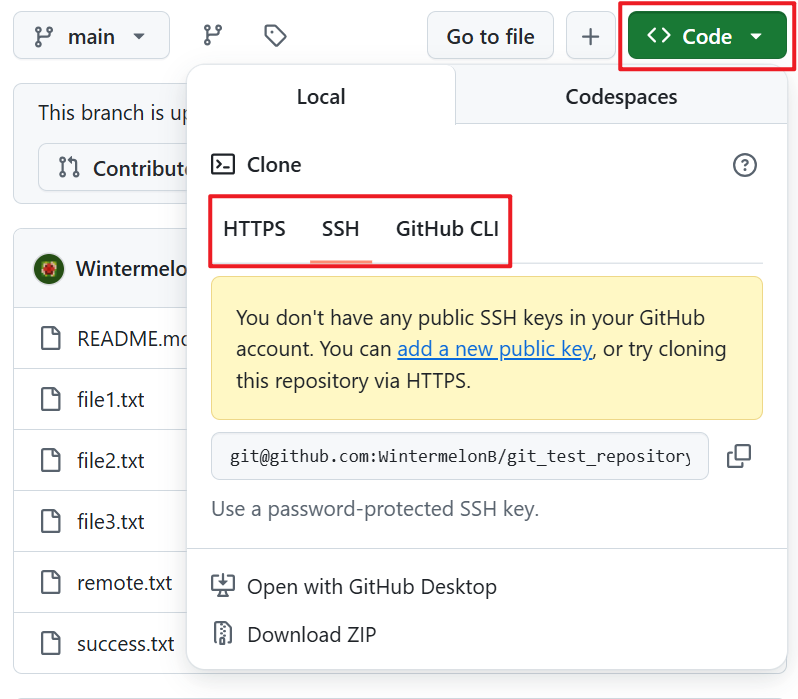 main
Go to file
Code
This branch is
Contribute
Local
Codespaces
Clone
HTTPS SSH GitHub CLI
You don't have any public SSH keys in your GitHub
account. You can add a new public key, or try cloning
this repository via HTTPS.
git@github.com:WintermelonB/git_test_repository
Use a password-protected SSH key.
Open with GitHub Desktop
Download ZIP
Wintermelo
README.md
file1.txt
file2.txt
file3.txt
remote.txt
success.txt